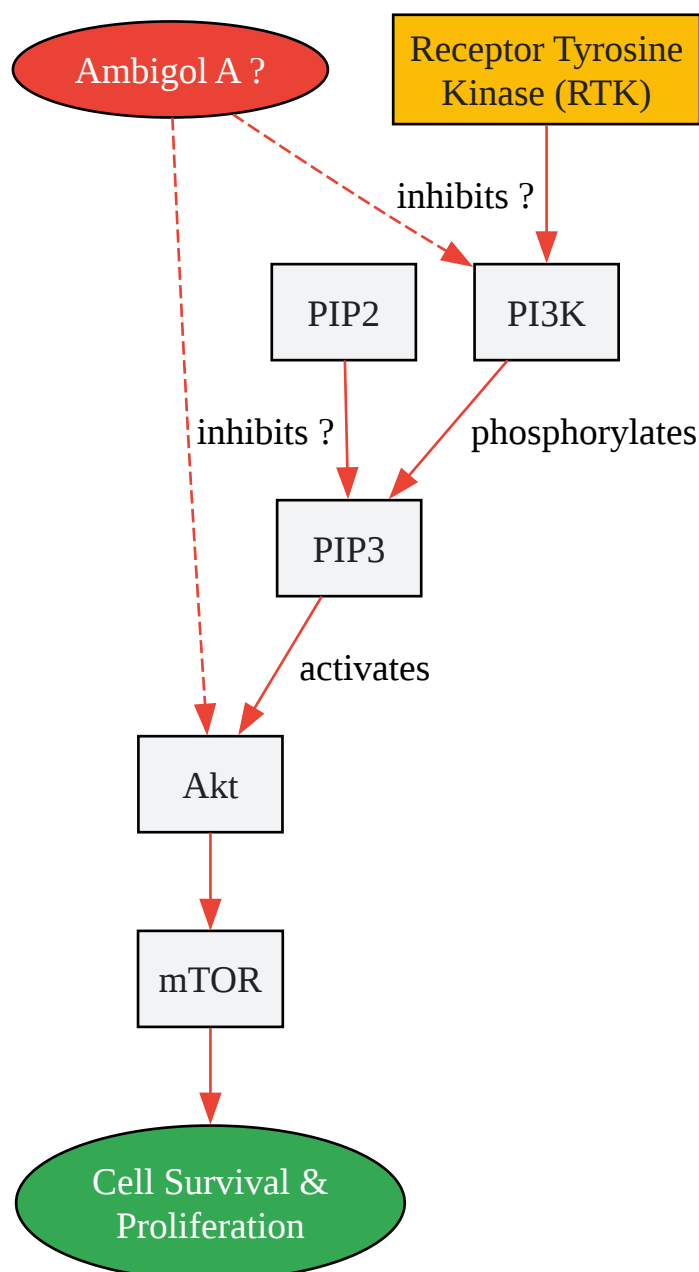 Ambigol A ?
Receptor Tyrosine
Kinase (RTK)
inhibits ?
PIP2
PI3K
inhibits ?
phosphorylates
PIP3
activates
Akt
mTOR
Cell Survival &
Proliferation